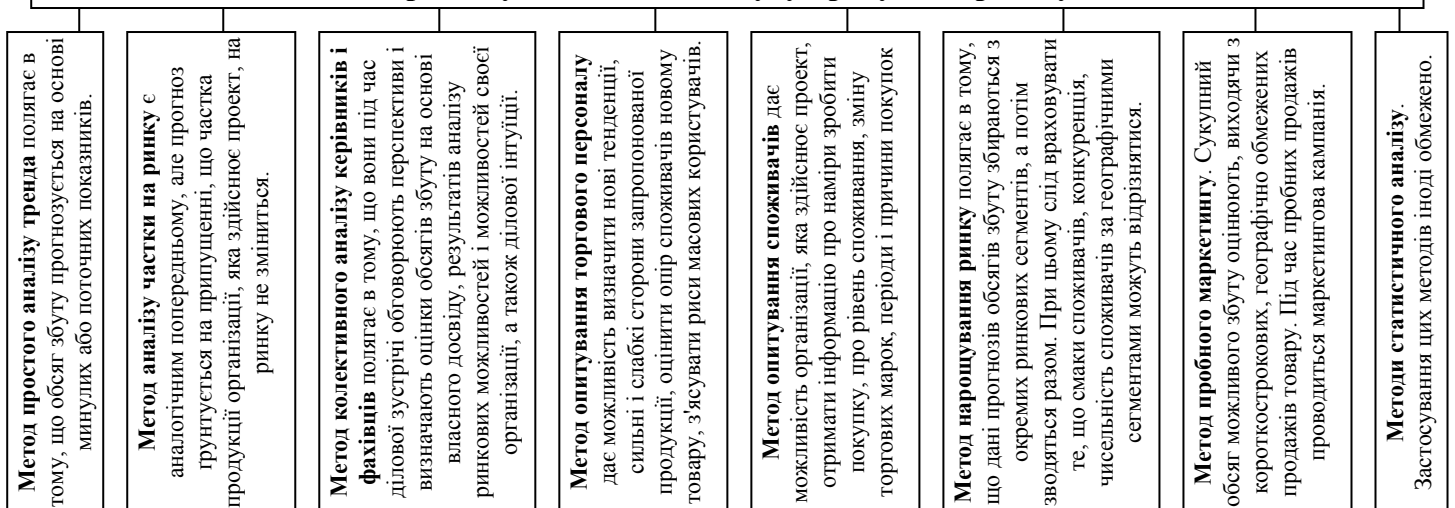 Метод простого аналізу тренда полягає в
тому, що обсяг збуту прогнозується на основі
минулих або поточних показників.
Метод аналізу частки на ринку є
аналогічним попередньому, але прогноз
ґрунтується на припущенні, що частка
продукції організації, яка здійснює проект, на
ринку не зміниться.
Метод колективного аналізу керівників і
фахівців полягає в тому, що вони під час
ділової зустрічі обговорюють перспективи і
визначають оцінки обсягів збуту на основі
власного досвіду, результатів аналізу
ринкових можливостей і можливостей своєї
організації, а також ділової інтуїції.
Метод опитування торгового персоналу
дає можливість визначити нові тенденції,
сильні і слабкі сторони запропонованої
продукції, оцінити опір споживачів новому
товару, з'ясувати риси масових користувачів.
Метод опитування споживачів дає
можливість організації, яка здійснює проект,
отримати інформацію про наміри зробити
покупку, про рівень споживання, зміну
торгових марок, періоди і причини покупок
Метод нарощування ринку полягає в тому,
що дані прогнозів обсягів збуту збираються з
окремих ринкових сегментів, а потім
зводяться разом. При цьому слід враховувати
те, що смаки споживачів, конкуренція,
чисельність споживачів за географічними
сегментами можуть відрізнятися.
Метод пробного маркетингу. Сукупний
обсяг можливого збуту оцінюють, виходячи з
короткострокових, географічно обмежених
продажів товару. Під час пробних продажів
проводиться маркетингова кампанія.
Методи статистичного аналізу.
Застосування цих методів іноді обмежено.